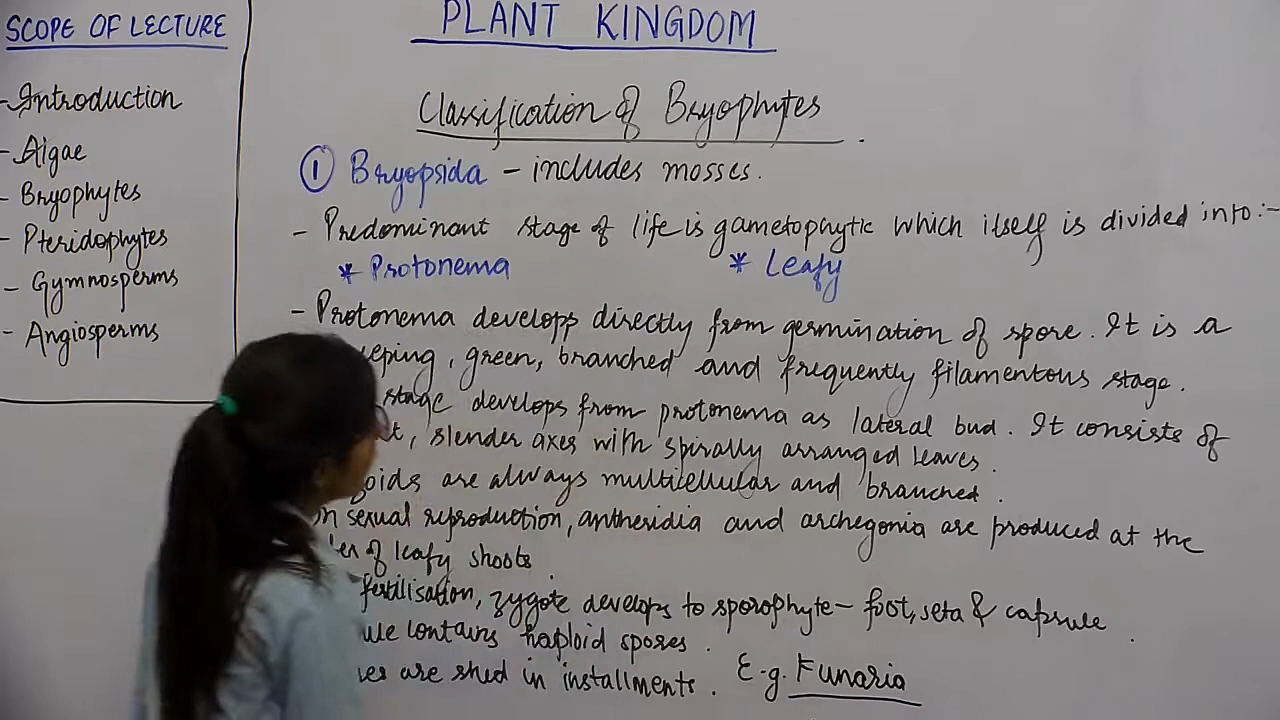 SCOPE OF LECTURE
- Introduction
- Algae
- Bryophytes
- Pteridophytes
- Gymnosperms
- Angiosperms
PLANT KINGDOM
Classification of Bryophytes
① Bryopsida - includes mosses.
- Predominant stage of life is gametophytic which itself is divided into:-
* Protonema * Leafy
- Protonema develops directly from germination of spore. It is a
eping, green, branched and frequently filamentous stage.
stage develops from protonema as lateral bud. It consists of
t, slender axes with spirally arranged leaves.
oids are always multicellular and branched.
In sexual reproduction, antheridia and archegonia are produced at the
of leafy shoots
fertilisation, zygote develops to sporophyte - foot, seta & capsule.
ule contains haploid spores.
es are shed in installments. E.g. Funaria